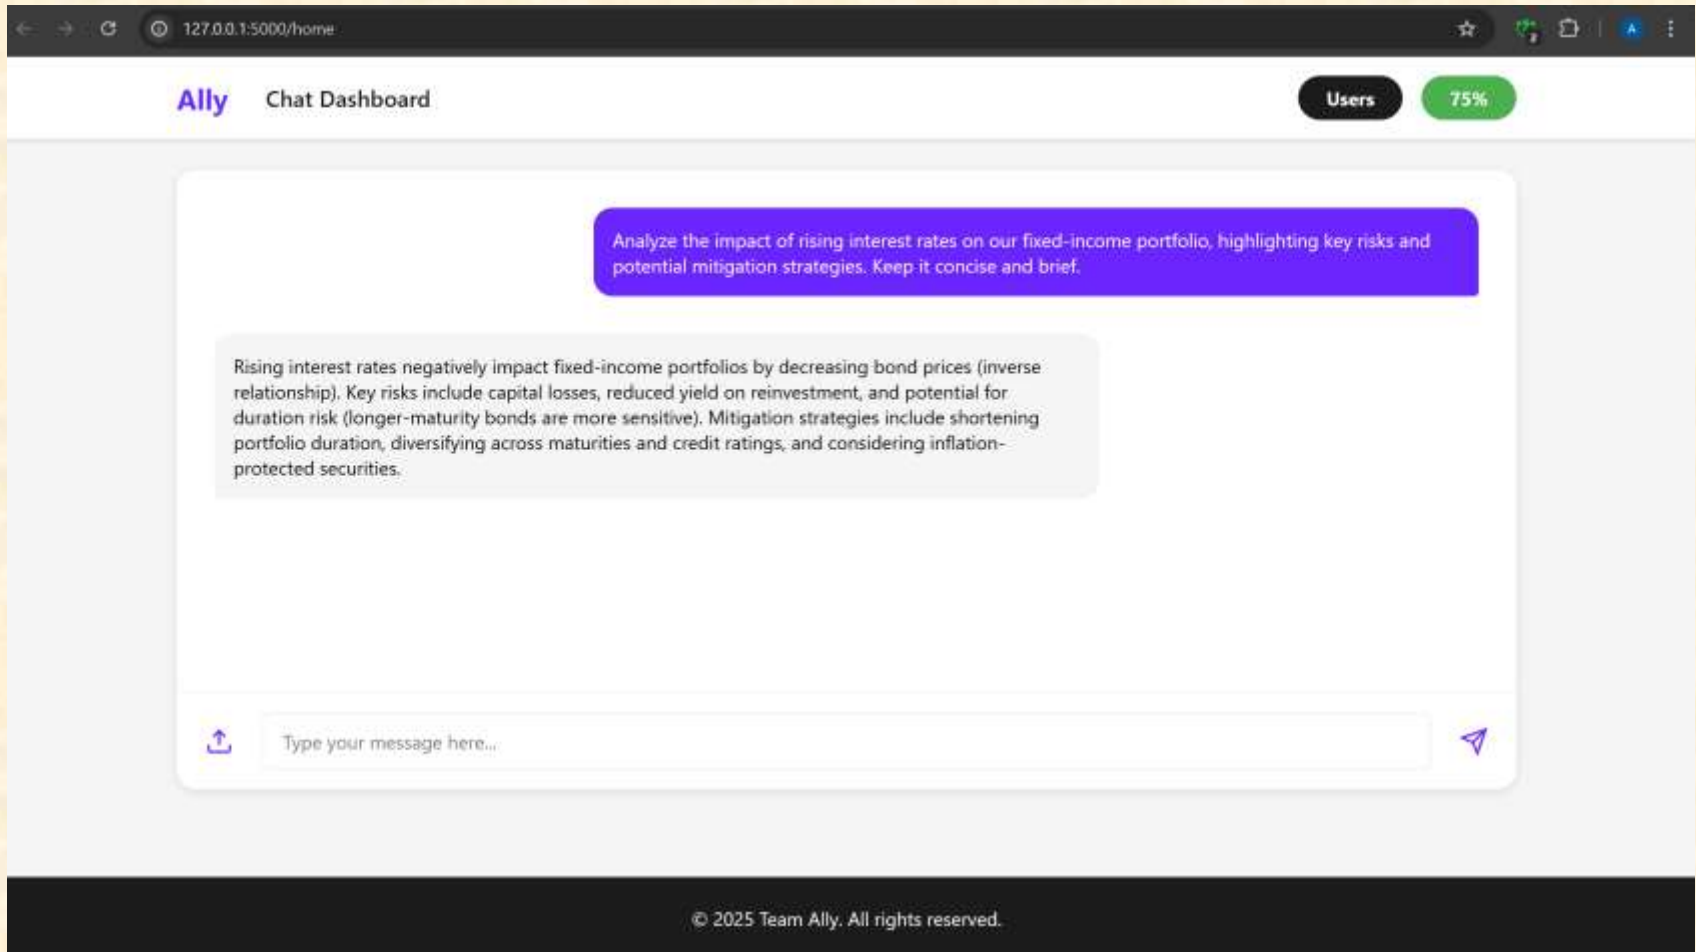 127.0.0.1:5000/home
A
Ally
Chat Dashboard
Users
75%
Analyze the impact of rising interest rates on our fixed-income portfolio, highlighting key risks and
potential mitigation strategies. Keep it concise and brief.
Rising interest rates negatively impact fixed-income portfolios by decreasing bond prices (inverse
relationship). Key risks include capital losses, reduced yield on reinvestment, and potential for
duration risk (longer-maturity bonds are more sensitive). Mitigation strategies include shortening
portfolio duration, diversifying across maturities and credit ratings, and considering inflation-
protected securities.
Type your message here...
© 2025 Team Ally. All rights reserved.